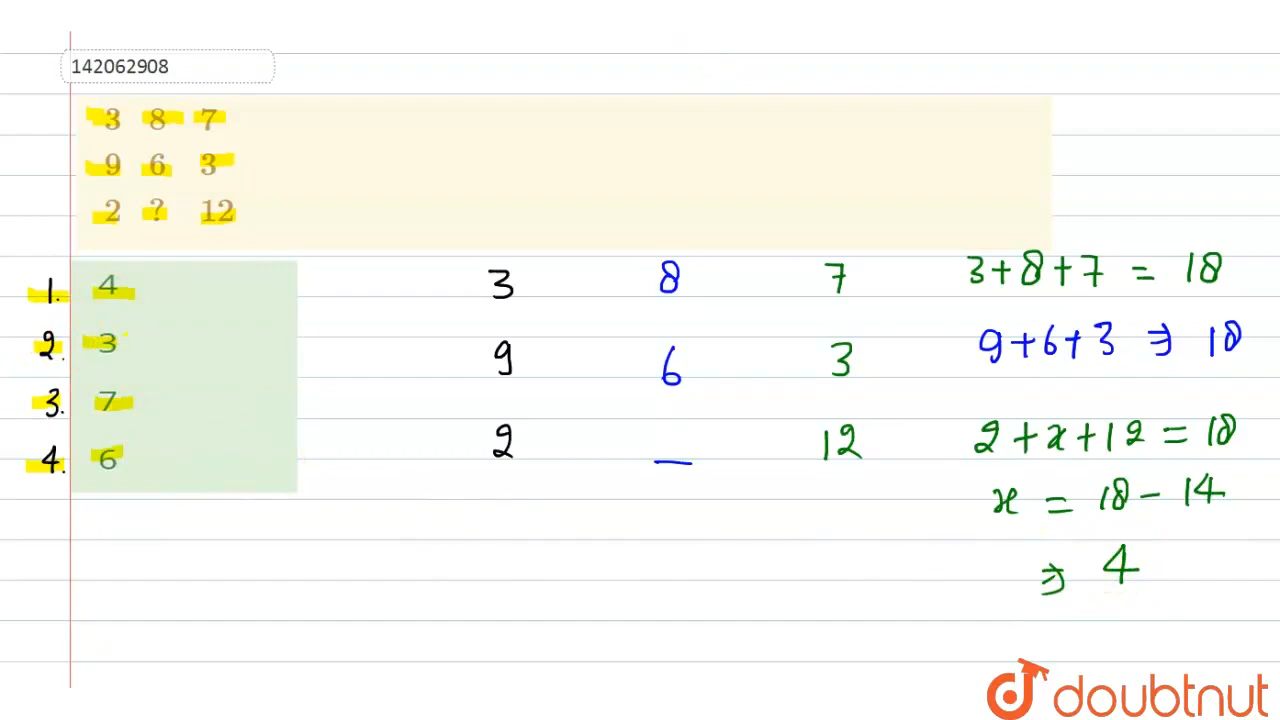 142062908
3 8 7
9 6 3
2 ? 12
1. 4
2. 3
3. 7
4. 6
3 8 7 3+8+7 = 18
9 6 3 9+6+3 ⇒ 18
2 _ 12 2+x+12 = 18
x = 18-14
⇒ 4
doubtnut